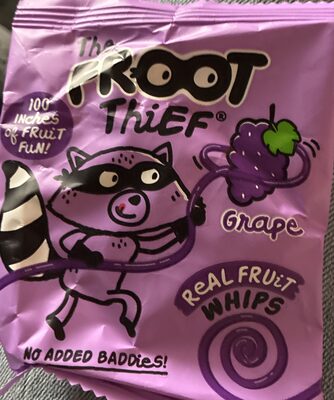 The
FROOT
THiEF®
100
iNCHES
of FRUiT
FUN!
GRaPe
ReaL FRUiT
WHiPS
NO ADDED BADDieS!